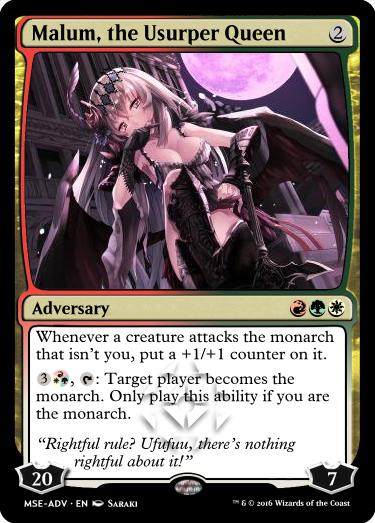 Malum, the Usurper Queen 2
Adversary
Whenever a creature attacks the monarch
that isn't you, put a +1/+1 counter on it.
3, : Target player becomes the
monarch. Only play this ability if you are
the monarch.
“Rightful rule? Ufufuu, there's nothing
rightful about it!”
20
7
MSE-ADV • EN Saraki
™ & © 2016 Wizards of the Coast